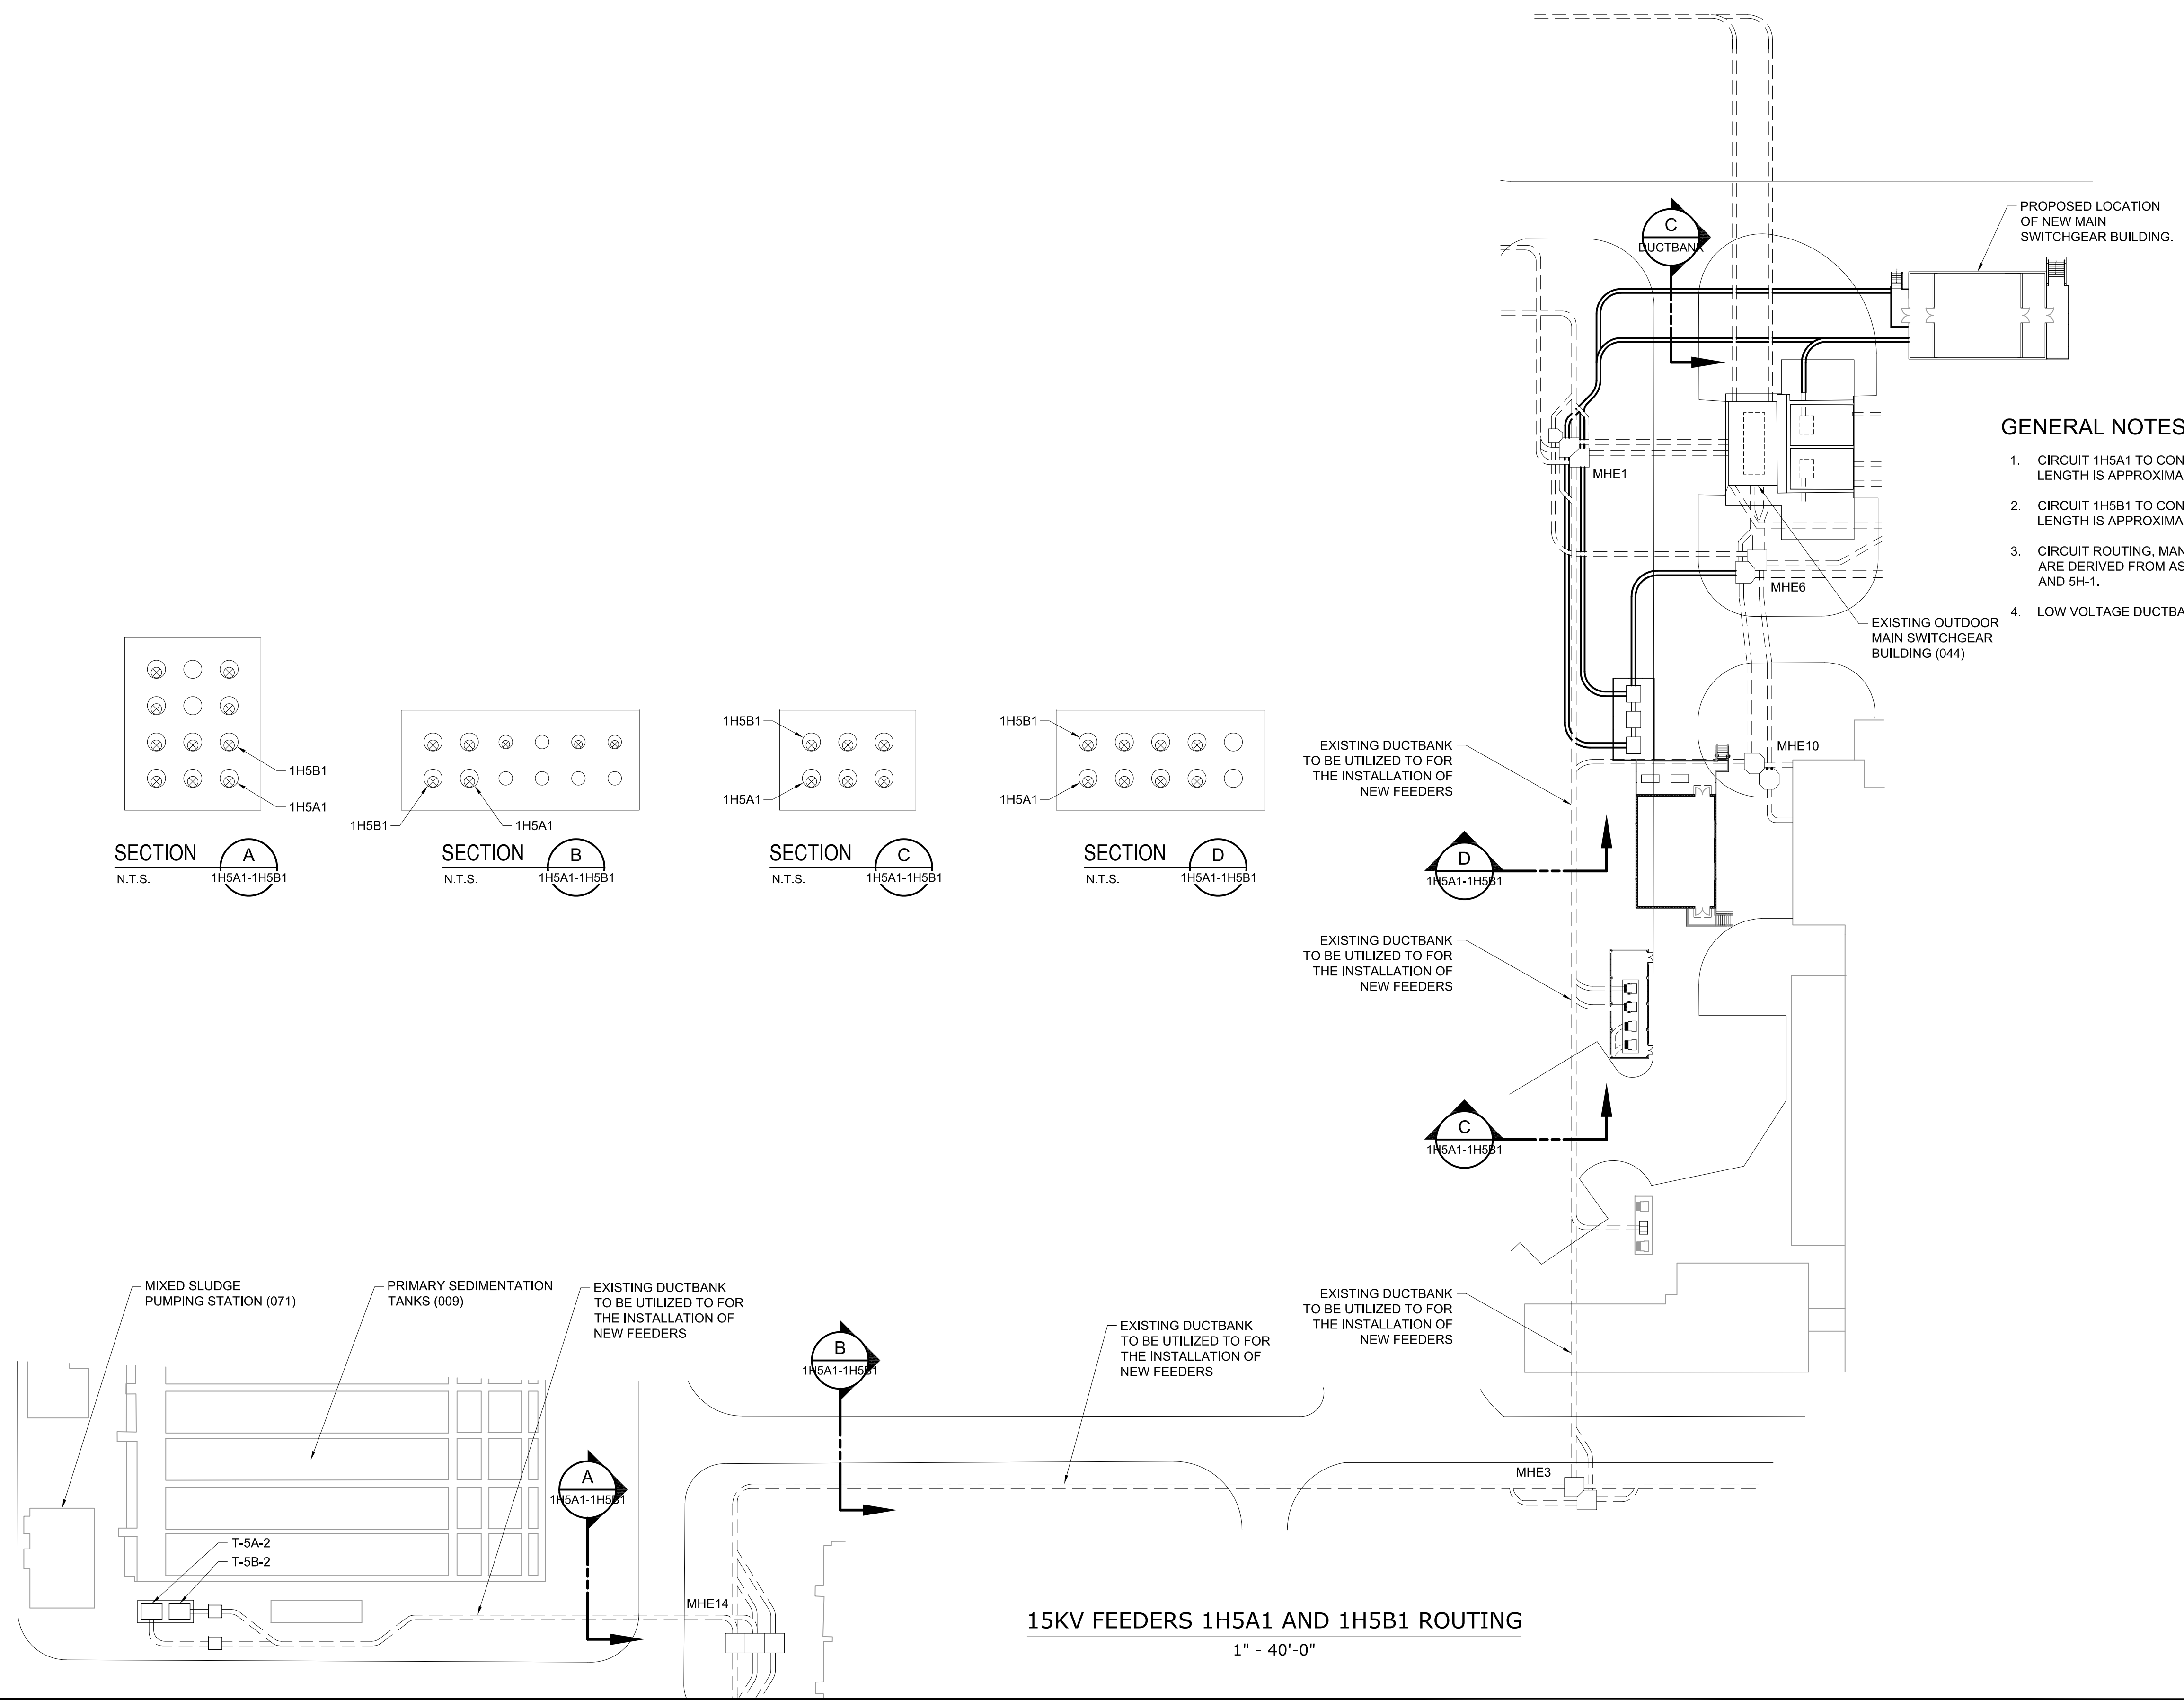 C
DUCTBANK
PROPOSED LOCATION
OF NEW MAIN
SWITCHGEAR BUILDING.
MHE1
GENERAL NOTES
1. CIRCUIT 1H5A1 TO CON
LENGTH IS APPROXIMA
2. CIRCUIT 1H5B1 TO CON
LENGTH IS APPROXIMA
3. CIRCUIT ROUTING, MAN
ARE DERIVED FROM AS
AND 5H-1.
4. LOW VOLTAGE DUCTBA
MHE6
EXISTING OUTDOOR
MAIN SWITCHGEAR
BUILDING (044)
1H5B1
1H5A1
SECTION
A
N.T.S.
1H5A1-1H5B1
1H5B1
1H5A1
SECTION
B
N.T.S.
1H5A1-1H5B1
1H5B1
1H5A1
SECTION
C
N.T.S.
1H5A1-1H5B1
1H5B1
1H5A1
SECTION
D
N.T.S.
1H5A1-1H5B1
EXISTING DUCTBANK
TO BE UTILIZED TO FOR
THE INSTALLATION OF
NEW FEEDERS
MHE10
D
1H5A1-1H5B1
EXISTING DUCTBANK
TO BE UTILIZED TO FOR
THE INSTALLATION OF
NEW FEEDERS
C
1H5A1-1H5B1
MIXED SLUDGE
PUMPING STATION (071)
PRIMARY SEDIMENTATION
TANKS (009)
EXISTING DUCTBANK
TO BE UTILIZED TO FOR
THE INSTALLATION OF
NEW FEEDERS
B
1H5A1-1H5B1
EXISTING DUCTBANK
TO BE UTILIZED TO FOR
THE INSTALLATION OF
NEW FEEDERS
EXISTING DUCTBANK
TO BE UTILIZED TO FOR
THE INSTALLATION OF
NEW FEEDERS
A
1H5A1-1H5B1
MHE3
T-5A-2
T-5B-2
MHE14
15KV FEEDERS 1H5A1 AND 1H5B1 ROUTING
1" - 40'-0"